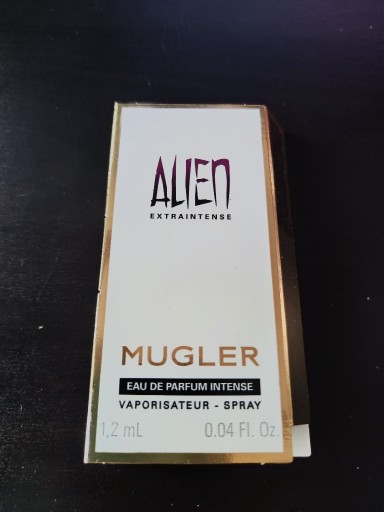 ALIEN
EXTRAINTENSE
MUGLER
EAU DE PARFUM INTENSE
VAPORISATEUR - SPRAY
1,2 mL 0.04 Fl. Oz.